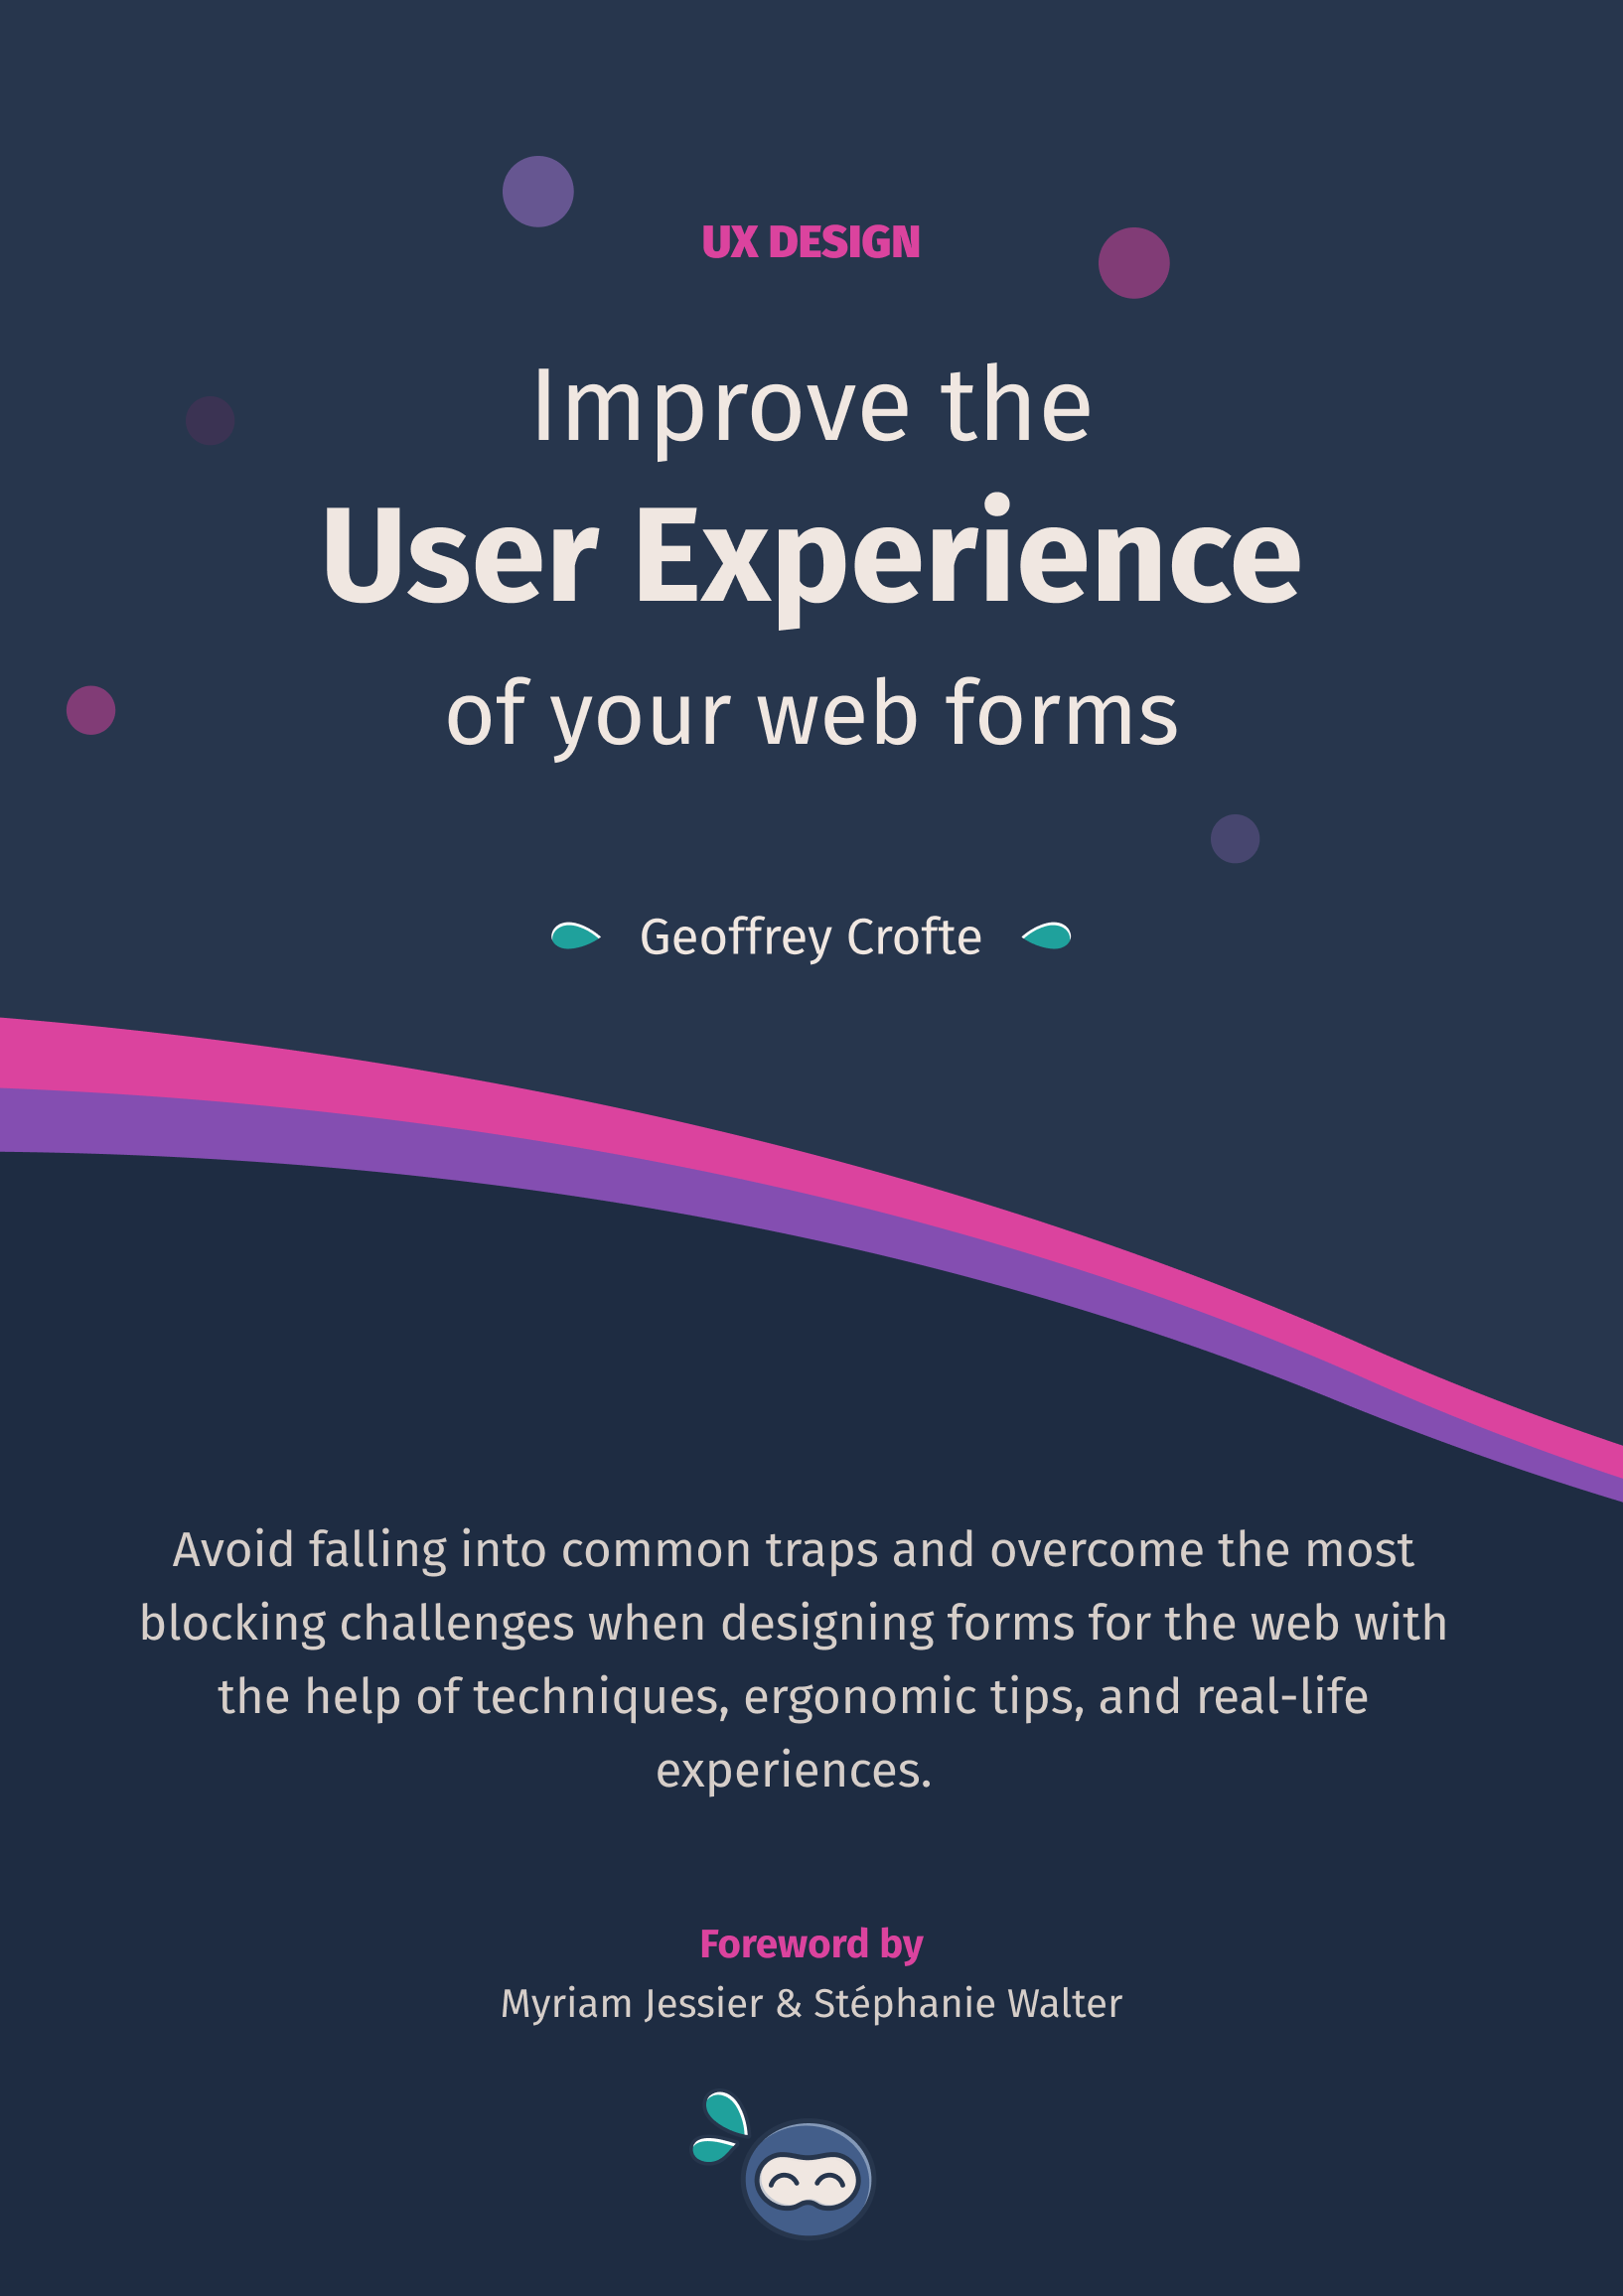 UX DESIGN
Improve the
User Experience
of your web forms
Geoffrey Crofte
Avoid falling into common traps and overcome the most
blocking challenges when designing forms for the web with
the help of techniques, ergonomic tips, and real-life
experiences.
Foreword by
Myriam Jessier & Stéphanie Walter